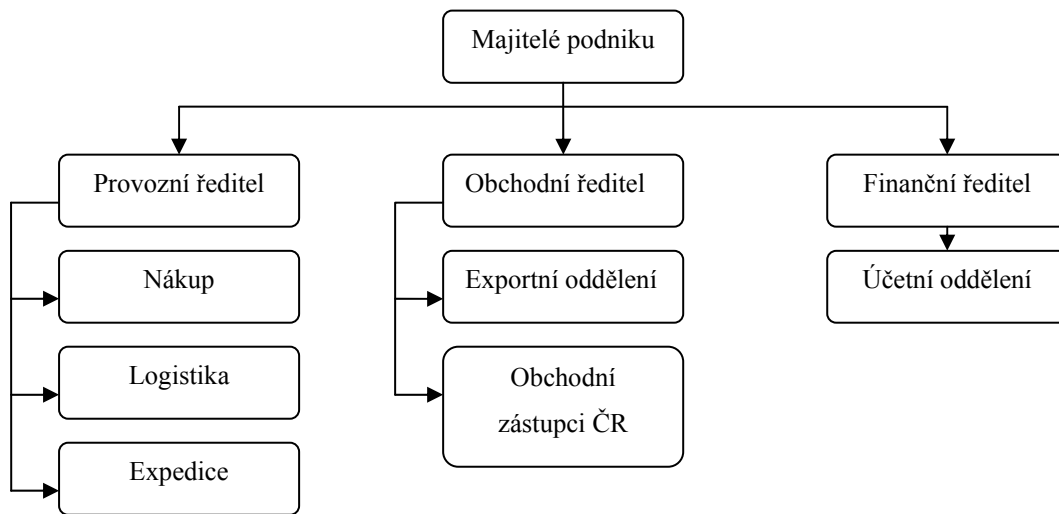 Majitelé podniku
Provozní ředitel
Obchodní ředitel
Finanční ředitel
Nákup
Exportní oddělení
Účetní oddělení
Logistika
Obchodní
zástupci ČR
Expedice